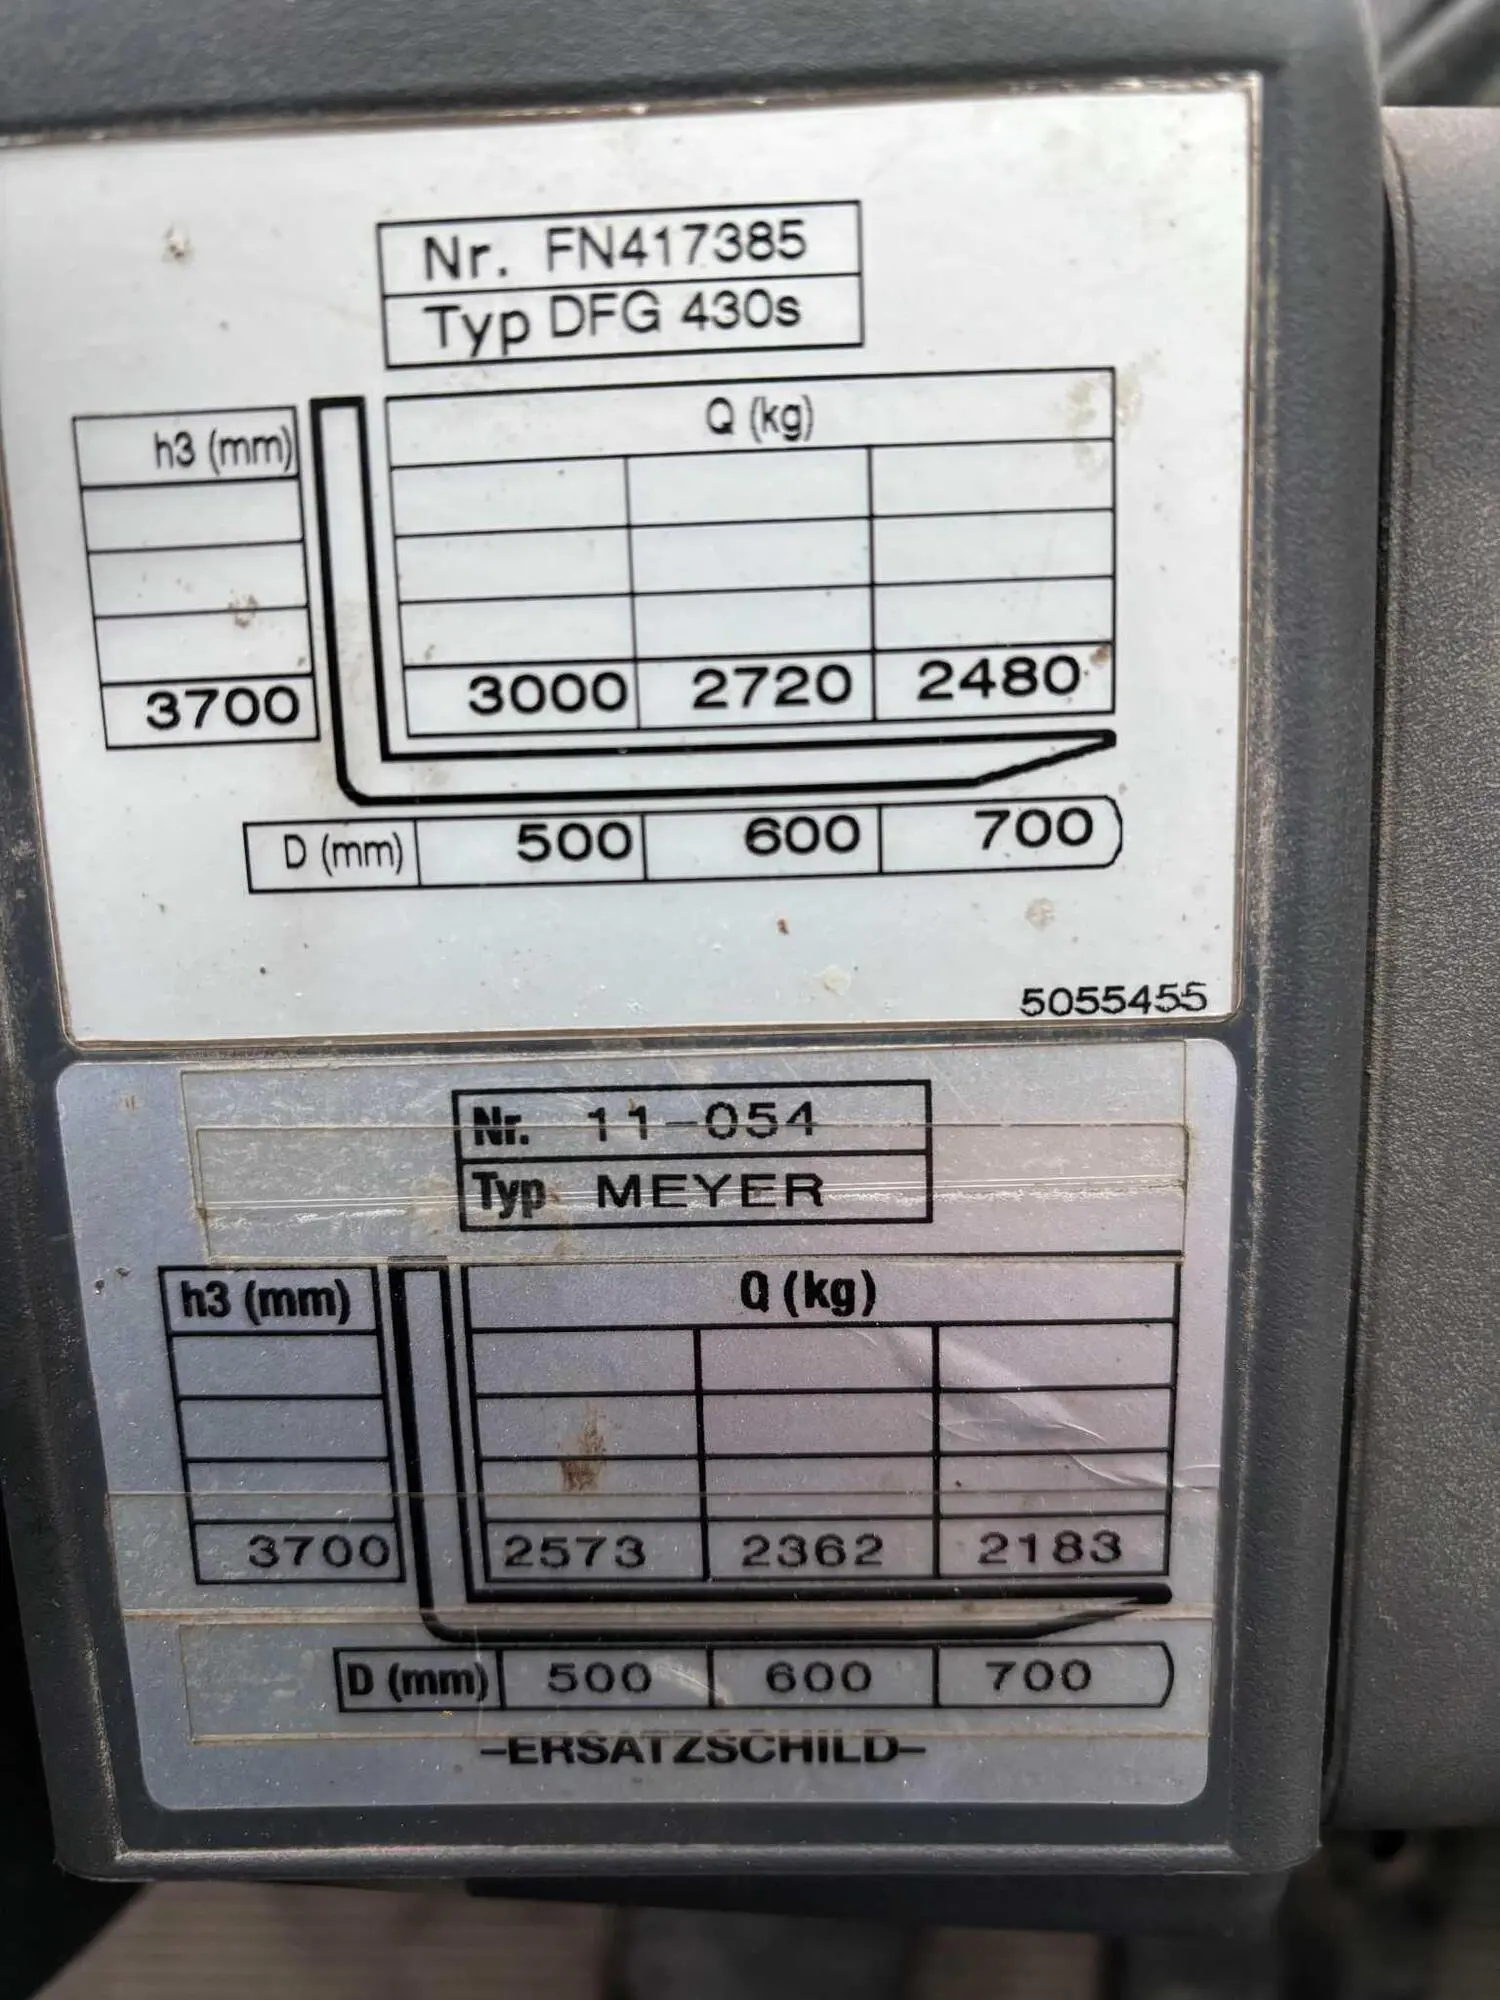 Nr. FN417385
Typ DFG 430s
h3 (mm)
Q (kg)
3700 3000 2720 2480
D (mm) 500 600 700
5055455
Nr. 11-054
Typ MEYER
h3 (mm)
Q (kg)
3700 2573 2362 2183
D (mm) 500 600 700
-ERSATZSCHILD-